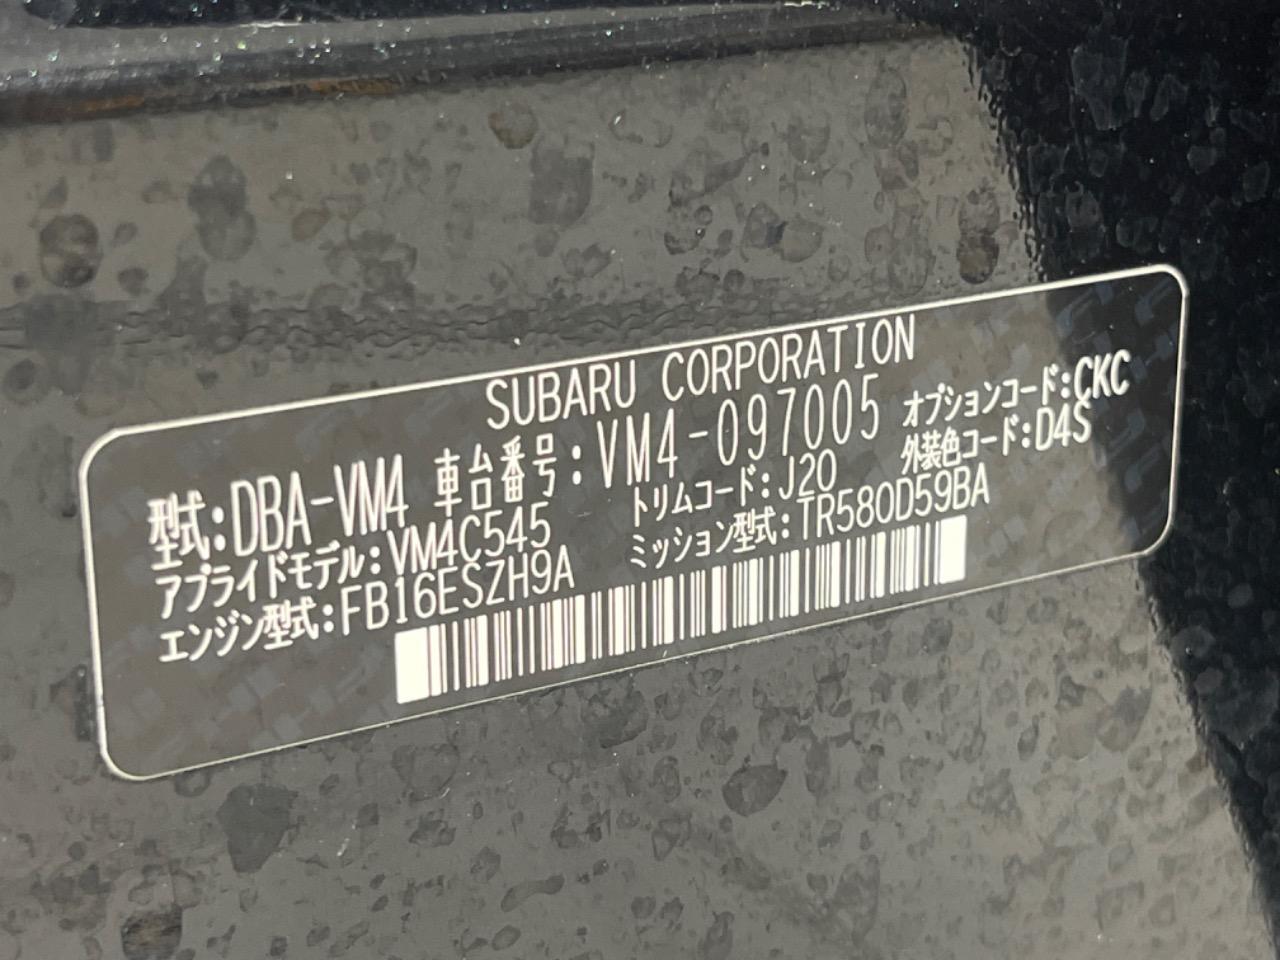 SUBARU CORPORATION
型式:DBA-VM4 車台番号:VM4-097005 オプションコード:CKC
アプライドモデル:VM4C545 トリムコード:J20 外装色コード:D4S
エンジン型式:FB16ESZH9A ミッション型式:TR580D59BA